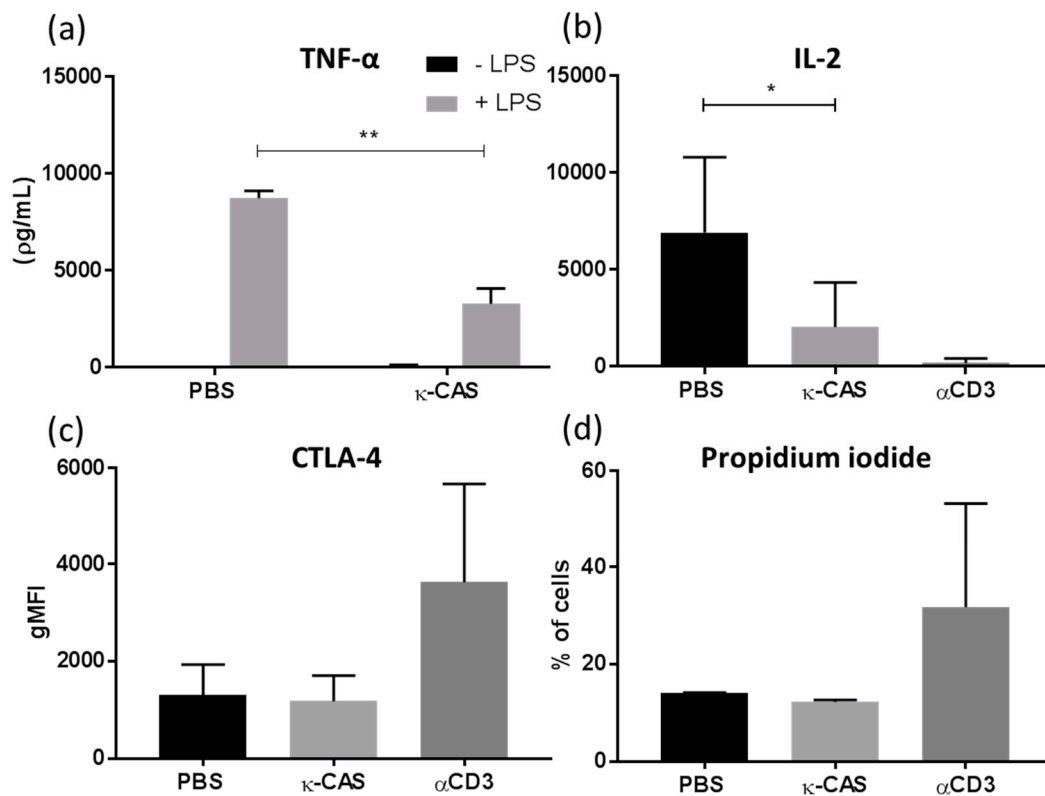 (a)
TNF-α
- LPS
+ LPS
**
15000
10000
5000
0
(ρg/mL)
PBS
κ-CAS
(b)
IL-2
*
15000
10000
5000
0
PBS
κ-CAS
αCD3
(c)
CTLA-4
6000
4000
2000
0
gMFI
PBS
κ-CAS
αCD3
(d)
Propidium iodide
60
40
20
0
% of cells
PBS
κ-CAS
αCD3